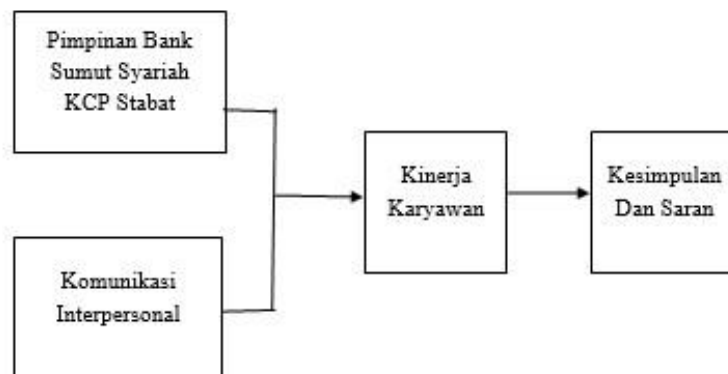 Pimpinan Bank
Sumut Syariah
KCP Stabat
Komunikasi
Interpersonal
Kinerja
Karyawan
Kesimpulan
Dan Saran